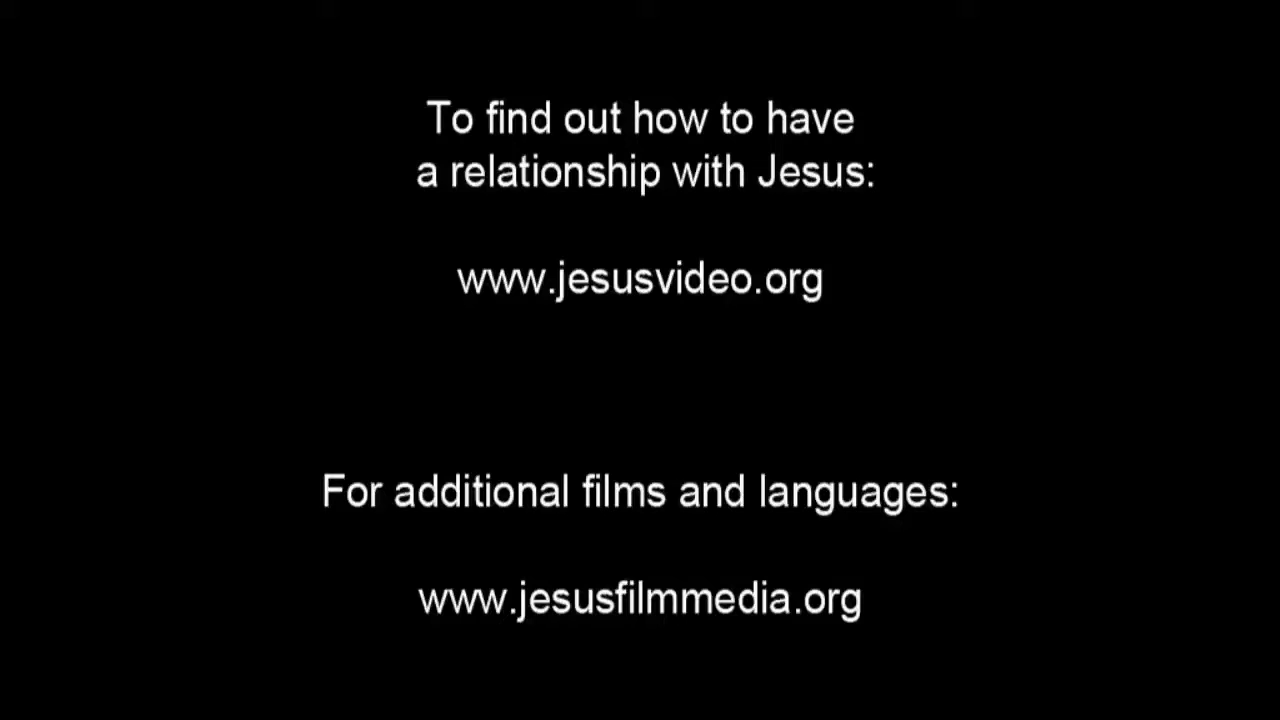 To find out how to have
a relationship with Jesus:
www.jesusvideo.org
For additional films and languages:
www.jesusfilmmedia.org